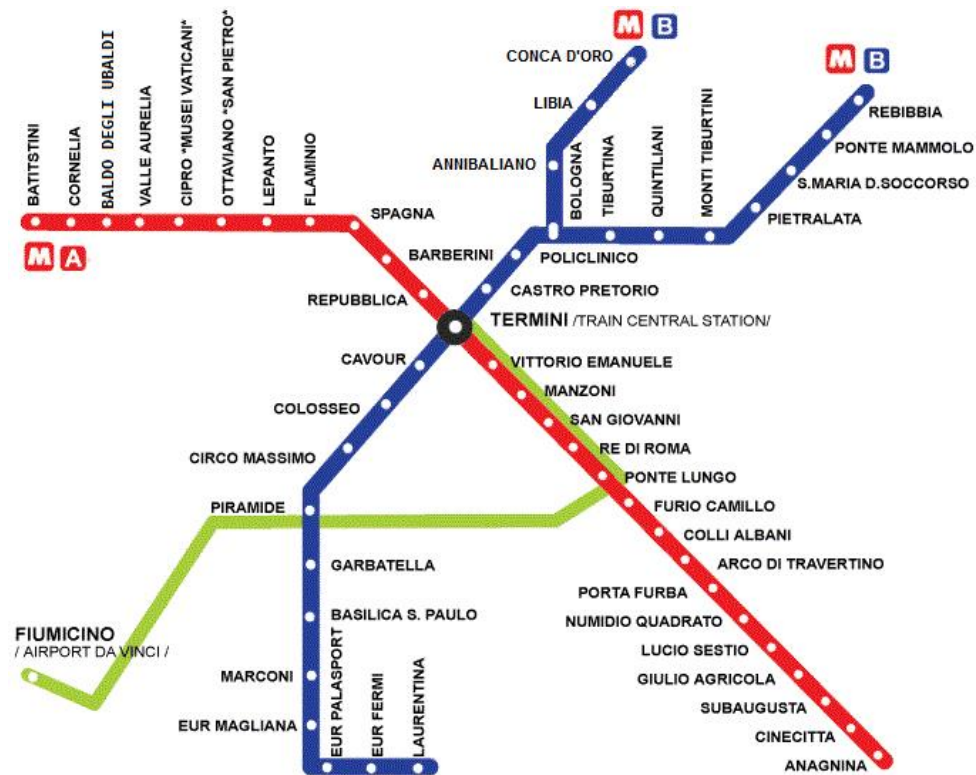 BATITSTINI
CORNELIA
BALDO DEGLI UBALDI
VALLE AURELIA
CIPRO *MUSEI VATICANI*
OTTAVIANO *SAN PIETRO*
LEPANTO
FLAMINIO
M A
SPAGNA
BARBERINI
REPUBBLICA
M B
CONCA D'ORO
LIBIA
ANNIBALIANO
BOLOGNA
TIBURTINA
QUINTILIANI
MONTI TIBURTINI
M B
REBIBBIA
PONTE MAMMOLO
S.MARIA D.SOCCORSO
PIETRALATA
POLICLINICO
CASTRO PRETORIO
TERMINI /TRAIN CENTRAL STATION/
CAVOUR
COLOSSEO
CIRCO MASSIMO
PIRAMIDE
GARBATELLA
BASILICA S. PAULO
MARCONI
EUR MAGLIANA
EUR PALASPORT
EUR FERMI
LAURENTINA
FIUMICINO
/ AIRPORT DA VINCI /
VITTORIO EMANUELE
MANZONI
SAN GIOVANNI
RE DI ROMA
PONTE LUNGO
FURIO CAMILLO
COLLI ALBANI
ARCO DI TRAVERTINO
PORTA FURBA
NUMIDIO QUADRATO
LUCIO SESTIO
GIULIO AGRICOLA
SUBAUGUSTA
CINECITTA
ANAGNINA